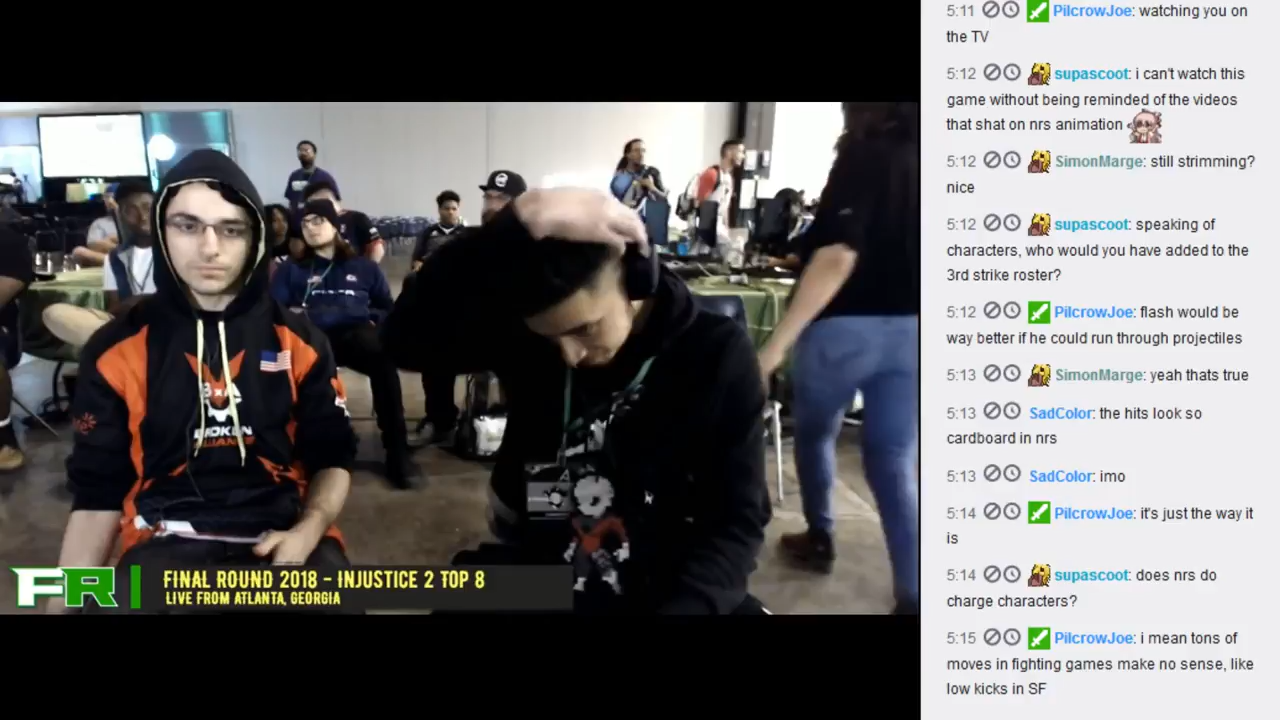 BxA
BROKEN
ALLIANCE
FR
FINAL ROUND 2018 - INJUSTICE 2 TOP 8
LIVE FROM ATLANTA, GEORGIA
5:11 PilcrowJoe: watching you on
the TV
5:12 supascoot: i can't watch this
game without being reminded of the videos
that shat on nrs animation
5:12 SimonMarge: still strimming?
nice
5:12 supascoot: speaking of
characters, who would you have added to the
3rd strike roster?
5:12 PilcrowJoe: flash would be
way better if he could run through projectiles
5:13 SimonMarge: yeah thats true
5:13 SadColor: the hits look so
cardboard in nrs
5:13 SadColor: imo
5:14 PilcrowJoe: it's just the way it
is
5:14 supascoot: does nrs do
charge characters?
5:15 PilcrowJoe: i mean tons of
moves in fighting games make no sense, like
low kicks in SF